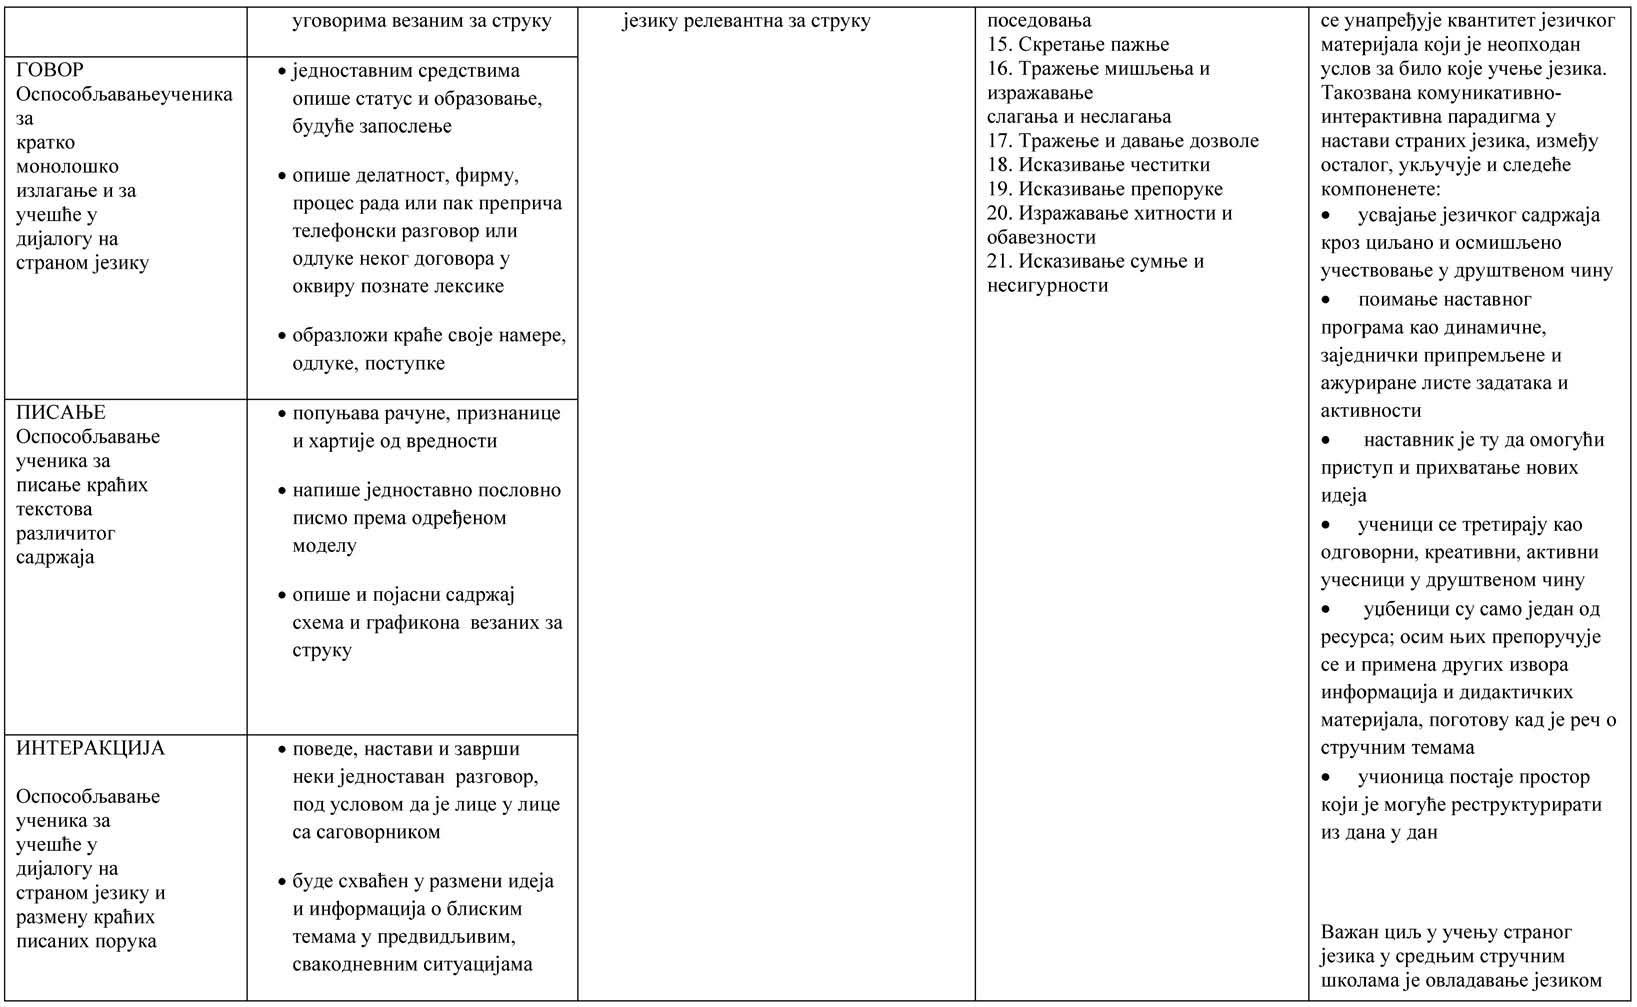 уговорима везаним за струку
језику релевантна за струку
поседовања
15. Скретање пажње
16. Тражење мишљења и
изражавање
слагања и неслагања
17. Тражење и давање дозволе
18. Исказивање честитки
19. Исказивање препоруке
20. Изражавање хитности и
обавезности
21. Исказивање сумње и
несигурности
се унапређује квантитет језичког
материјала који је неопходан
услов за било које учење језика.
Такозвана комуникативно-
интерактивна парадигма у
настави страних језика, између
осталог, укључује и следеће
компоненете:
• усвајање језичког садржаја
кроз циљано и осмишљено
учествовање у друштвеном чину
• поимање наставног
програма као динамичне,
заједнички припремљене и
ажуриране листе задатака и
активности
• наставник је ту да омогући
приступ и прихватање нових
идеја
• ученици се третирају као
одговорни, креативни, активни
учесници у друштвеном чину
• уџбеници су само један од
ресурса; осим њих препоручује
се и примена других извора
информација и дидактичких
материјала, поготову кад је реч о
стручним темама
• учионица постаје простор
који је могуће реструктурирати
из дана у дан
Важан циљ у учењу страног
језика у средњим стручним
школама је овладавање језиком
ГОВОР
Оспособљавањеученика
за
кратко
монолошко
излагање и за
учешће у
дијалогу на
страном језику
• једноставним средствима
опише статус и образовање,
будуће запослење
• опише делатност, фирму,
процес рада или пак преприча
телефонски разговор или
одлуке неког договора у
оквиру познате лексике
• образложи краће своје намере,
одлуке, поступке
ПИСАЊЕ
Оспособљавање
ученика за
писање краћих
текстова
различитог
садржаја
• попуњава рачуне, признанице
и хартије од вредности
• напише једноставно пословно
писмо према одређеном
моделу
• опише и појасни садржај
схема и графикона везаних за
струку
ИНТЕРАКЦИЈА
Оспособљавање
ученика за
учешће у
дијалогу на
страном језику и
размену краћих
писаних порука
• поведе, настави и заврши
неки једноставан разговор,
под условом да је лице у лице
са саговорником
• буде схваћен у размени идеја
и информација о блиским
темама у предвидљивим,
свакодневним ситуацијама